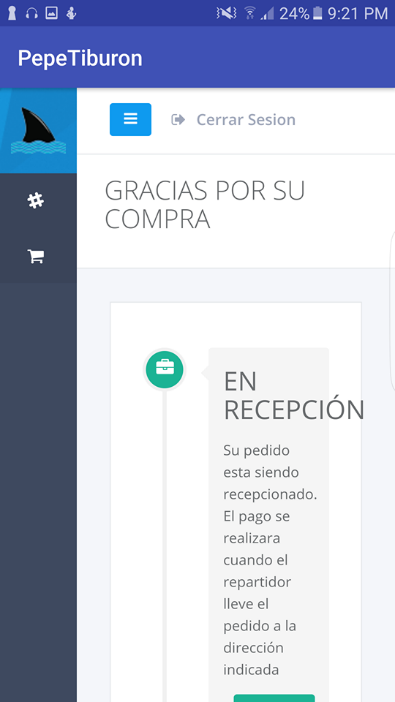 24% 9:21 PM
PepeTiburon
Cerrar Sesion
GRACIAS POR SU
COMPRA
EN
RECEPCIÓN
Su pedido
esta siendo
recepcionado.
El pago se
realizara
cuando el
repartidor
lleve el
pedido a la
dirección
indicada